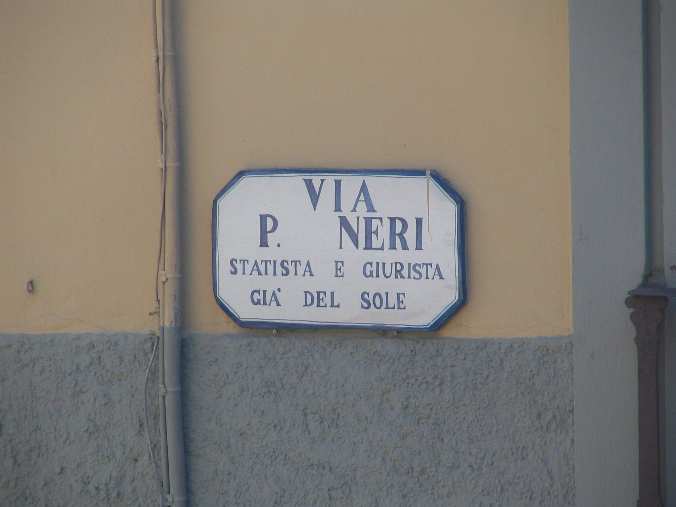 VIA
P. NERI
STATISTA E GIURISTA
GIA' DEL SOLE